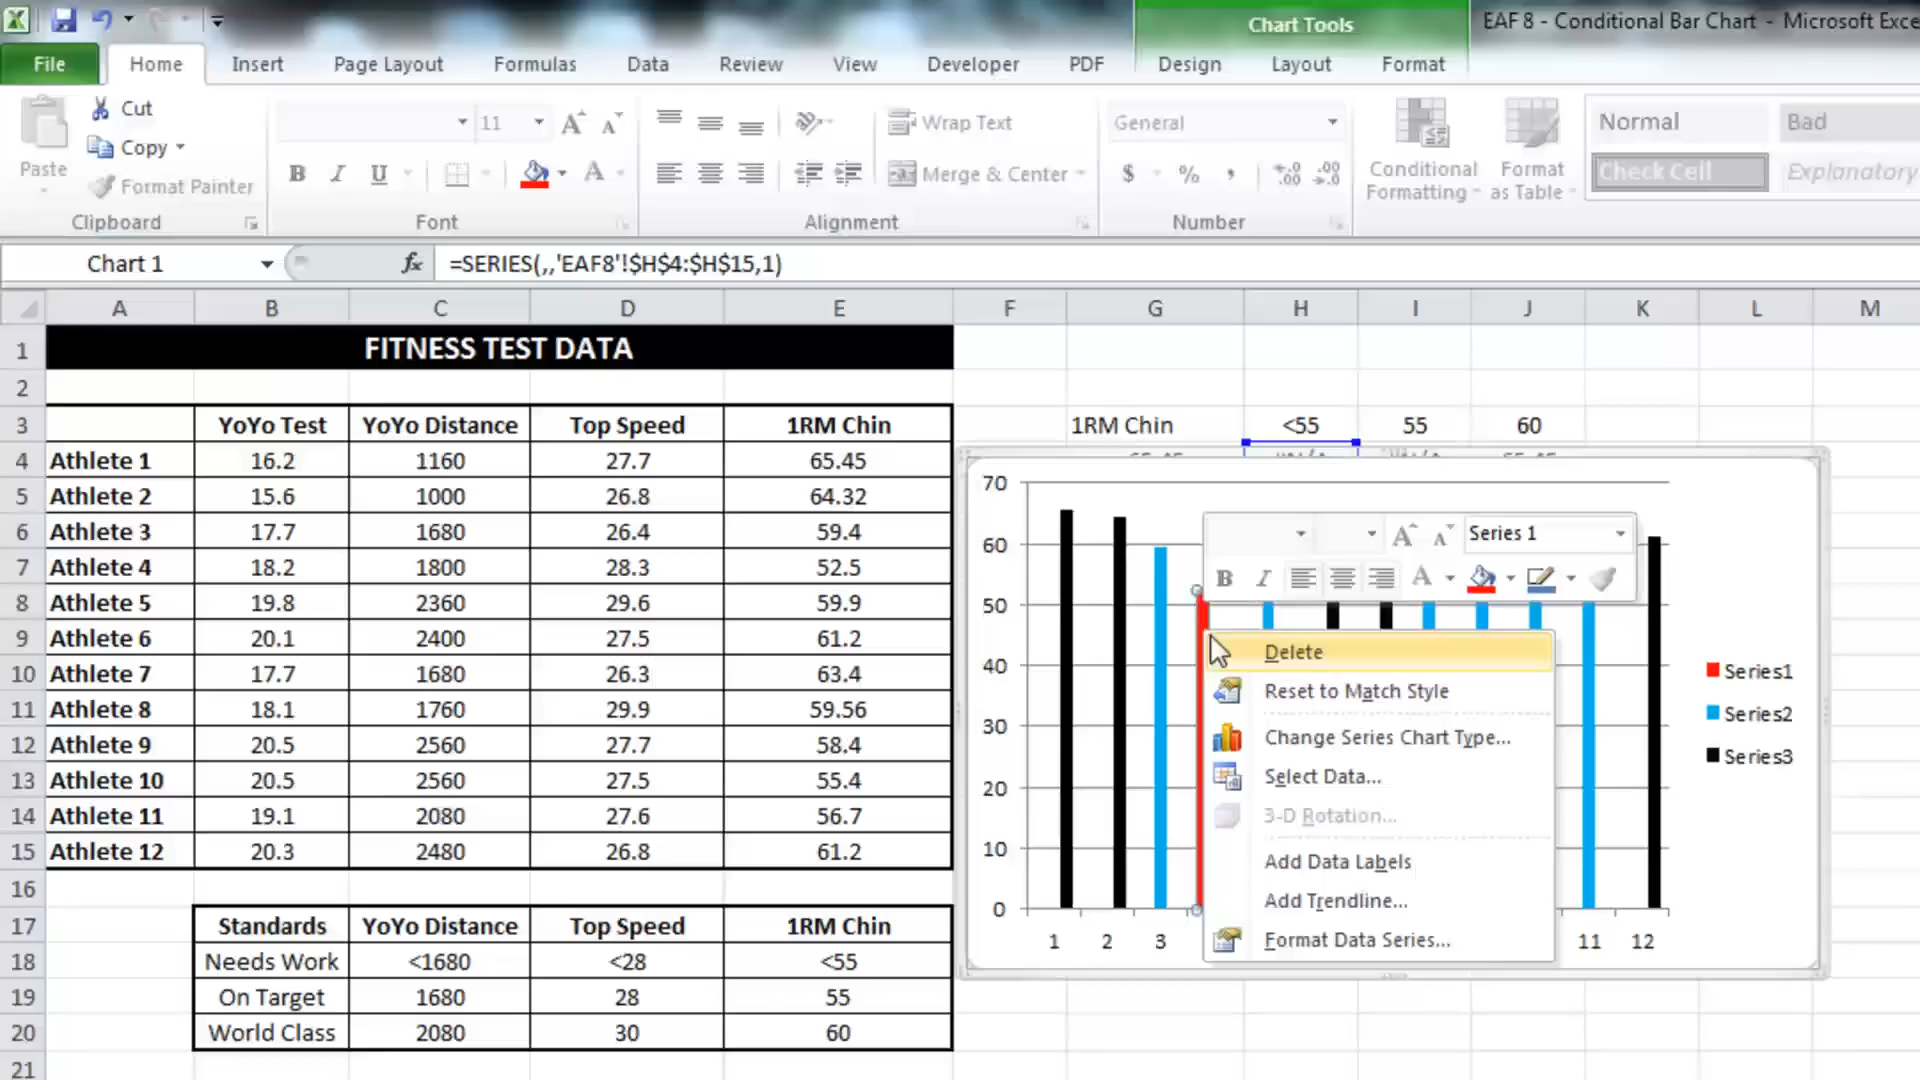 Chart Tools
EAF 8 - Conditional Bar Chart - Microsoft Exce
File Home Insert Page Layout Formulas Data Review View Developer PDF Design Layout Format
Cut
Copy
Format Painter
Paste
Clipboard
11
Font
Wrap Text
Merge & Center
Alignment
General
Number
Conditional Formatting
Format as Table
Normal
Bad
Check Cell
Explanatory
Chart 1
=SERIES(,,'EAF8'!$H$4:$H$15,1)
A B C D E F G H I J K L M
1 FITNESS TEST DATA
2
3 YoYo Test YoYo Distance Top Speed 1RM Chin 1RM Chin <55 55 60
4 Athlete 1 16.2 1160 27.7 65.45
5 Athlete 2 15.6 1000 26.8 64.32
6 Athlete 3 17.7 1680 26.4 59.4
7 Athlete 4 18.2 1800 28.3 52.5
8 Athlete 5 19.8 2360 29.6 59.9
9 Athlete 6 20.1 2400 27.5 61.2
10 Athlete 7 17.7 1680 26.3 63.4
11 Athlete 8 18.1 1760 29.9 59.56
12 Athlete 9 20.5 2560 27.7 58.4
13 Athlete 10 20.5 2560 27.5 55.4
14 Athlete 11 19.1 2080 27.6 56.7
15 Athlete 12 20.3 2480 26.8 61.2
16
17 Standards YoYo Distance Top Speed 1RM Chin
18 Needs Work <1680 <28 <55
19 On Target 1680 28 55
20 World Class 2080 30 60
21
70
60
50
40
30
20
10
0
1 2 3 11 12
Series1
Series2
Series3
Series 1
Delete
Reset to Match Style
Change Series Chart Type...
Select Data...
3-D Rotation...
Add Data Labels
Add Trendline...
Format Data Series...